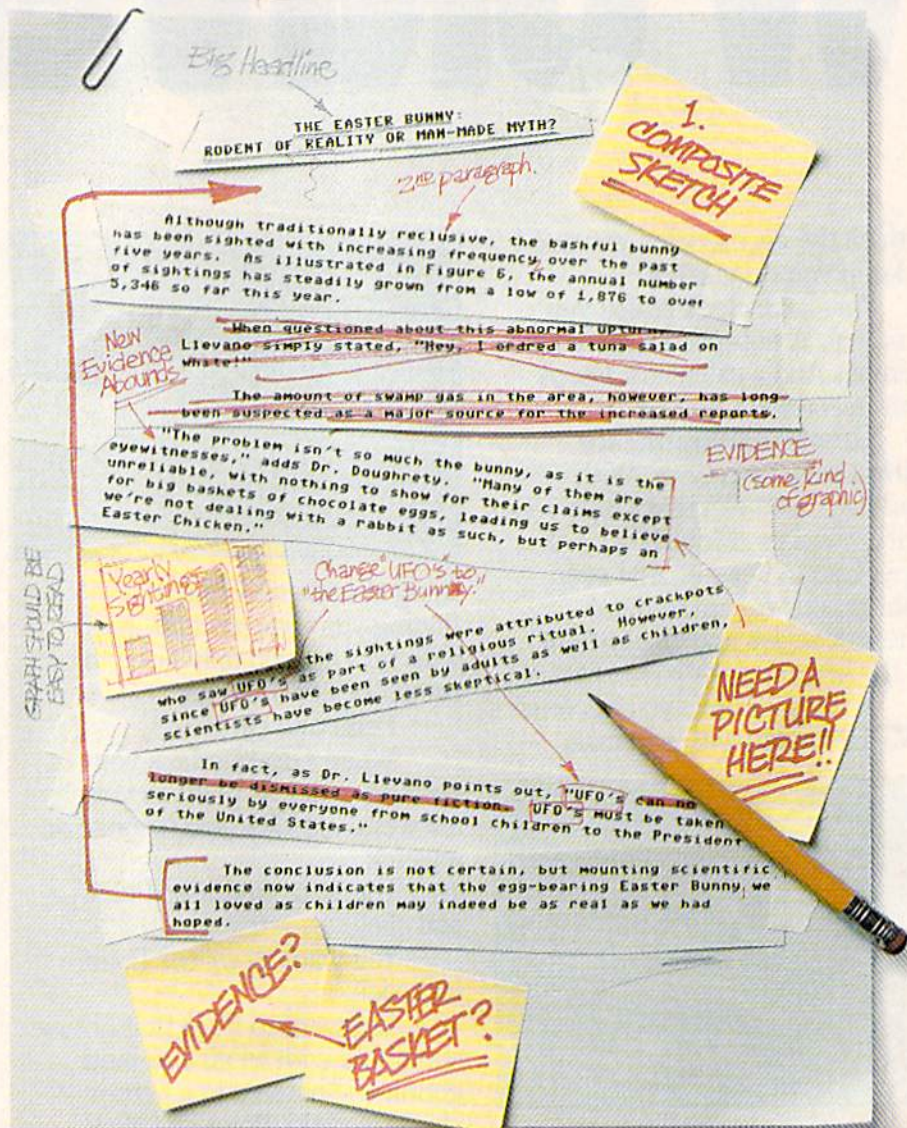 Big Headline
THE EASTER BUNNY:
RODENT OF REALITY OR MAN-MADE MYTH?
1.
COMPOSITE
SKETCH
2nd paragraph.
Although traditionally reclusive, the bashful bunny
has been sighted with increasing frequency over the past
five years. As illustrated in Figure 6, the annual number
of sightings has steadily grown from a low of 1,876 to over
5,346 so far this year.
When questioned about this abnormal upturn,
Llevano simply stated, "Hey, I ordred a tuna salad on
whate!"
New
Evidence
Abounds
The amount of swamp gas in the area, however, has long
been suspected as a major source for the increased reports.
"The problem isn't so much the bunny, as it is the
eyewitnesses," adds Dr. Doughrety. "Many of them are
unreliable, with nothing to show for their claims except
for big baskets of chocolate eggs, leading us to believe
we're not dealing with a rabbit as such, but perhaps an
Easter Chicken."
EVIDENCE
(some kind
of graphic)
GRAPH SHOULD BE
EASY TO READ
Yearly
Sightings
Change "UFO's" to
"the Easter Bunny."
the sightings were attributed to crackpots
who saw UFO's as part of a religious ritual. However,
since UFO's have been seen by adults as well as children,
scientists have become less skeptical.
NEED A
PICTURE
HERE!!
In fact, as Dr. Llevano points out, "UFO's can no
longer be dismissed as pure fiction. UFO's must be taken
seriously by everyone from school children to the President
of the United States."
The conclusion is not certain, but mounting scientific
evidence now indicates that the egg-bearing Easter Bunny we
all loved as children may indeed be as real as we had
hoped.
EVIDENCE?
EASTER
BASKET?